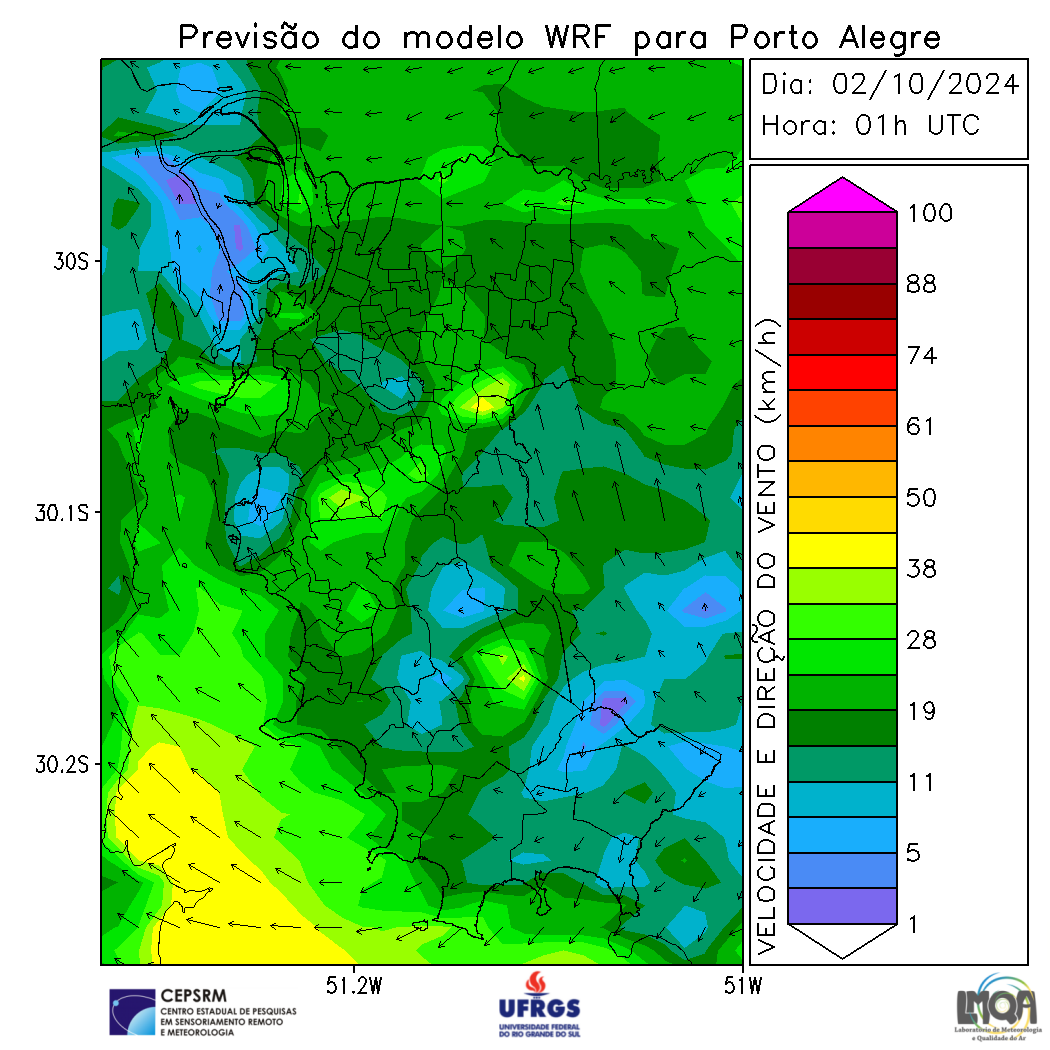 Previsão do modelo WRF para Porto Alegre
Dia: 02/10/2024
Hora: 01h UTC
30S
30.1S
30.2S
51.2W
51W
VELOCIDADE E DIREÇÃO DO VENTO (km/h)
100
88
74
61
50
38
28
19
11
5
1
CEPSRM
CENTRO ESTADUAL DE PESQUISAS
EM SENSORIAMENTO REMOTO
E METEOROLOGIA
UFRGS
UNIVERSIDADE FEDERAL
DO RIO GRANDE DO SUL
LMQA
Laboratório de Meteorologia
e Qualidade do Ar